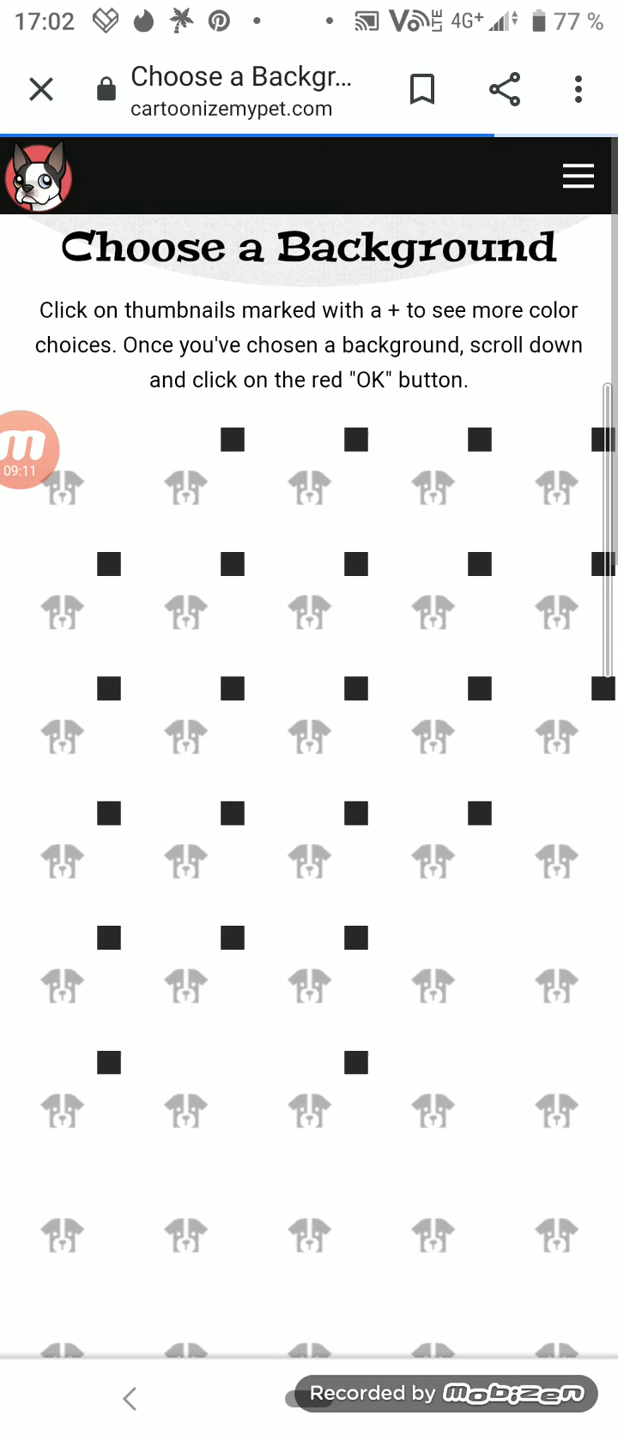 17:02 VoLTE 4G+ 77 %
Choose a Backgr...
cartoonizemypet.com
Choose a Background
Click on thumbnails marked with a + to see more color
choices. Once you've chosen a background, scroll down
and click on the red "OK" button.
m
09:11
Recorded by mobizen